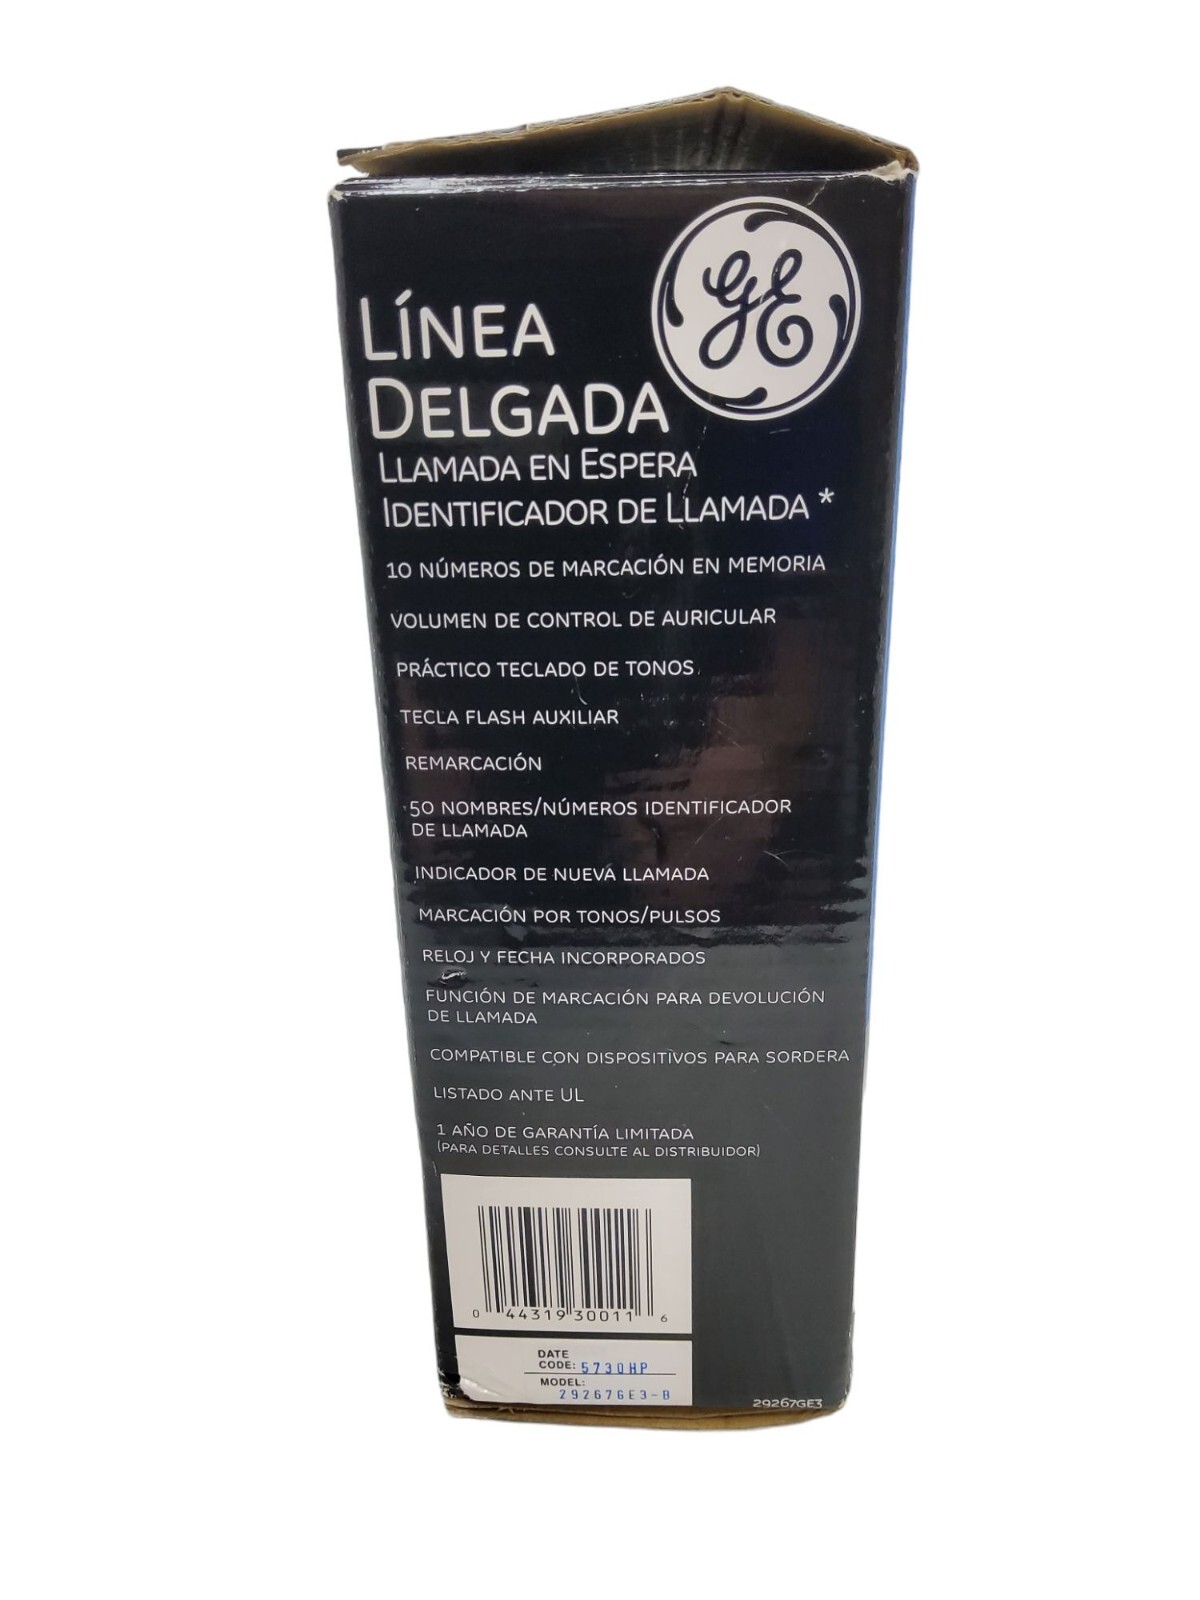 GE
LÍNEA
DELGADA
LLAMADA EN ESPERA
IDENTIFICADOR DE LLAMADA *
10 NÚMEROS DE MARCACIÓN EN MEMORIA
VOLUMEN DE CONTROL DE AURICULAR
PRÁCTICO TECLADO DE TONOS
TECLA FLASH AUXILIAR
REMARCACIÓN
50 NOMBRES/NÚMEROS IDENTIFICADOR
DE LLAMADA
INDICADOR DE NUEVA LLAMADA
MARCACIÓN POR TONOS/PULSOS
RELOJ Y FECHA INCORPORADOS
FUNCIÓN DE MARCACIÓN PARA DEVOLUCIÓN
DE LLAMADA
COMPATIBLE CON DISPOSITIVOS PARA SORDERA
LISTADO ANTE UL
1 AÑO DE GARANTÍA LIMITADA
(PARA DETALLES CONSULTE AL DISTRIBUIDOR)
0 44319 30011 6
DATE
CODE: 5730HP
MODEL:
29267GE3-B
29267GE3